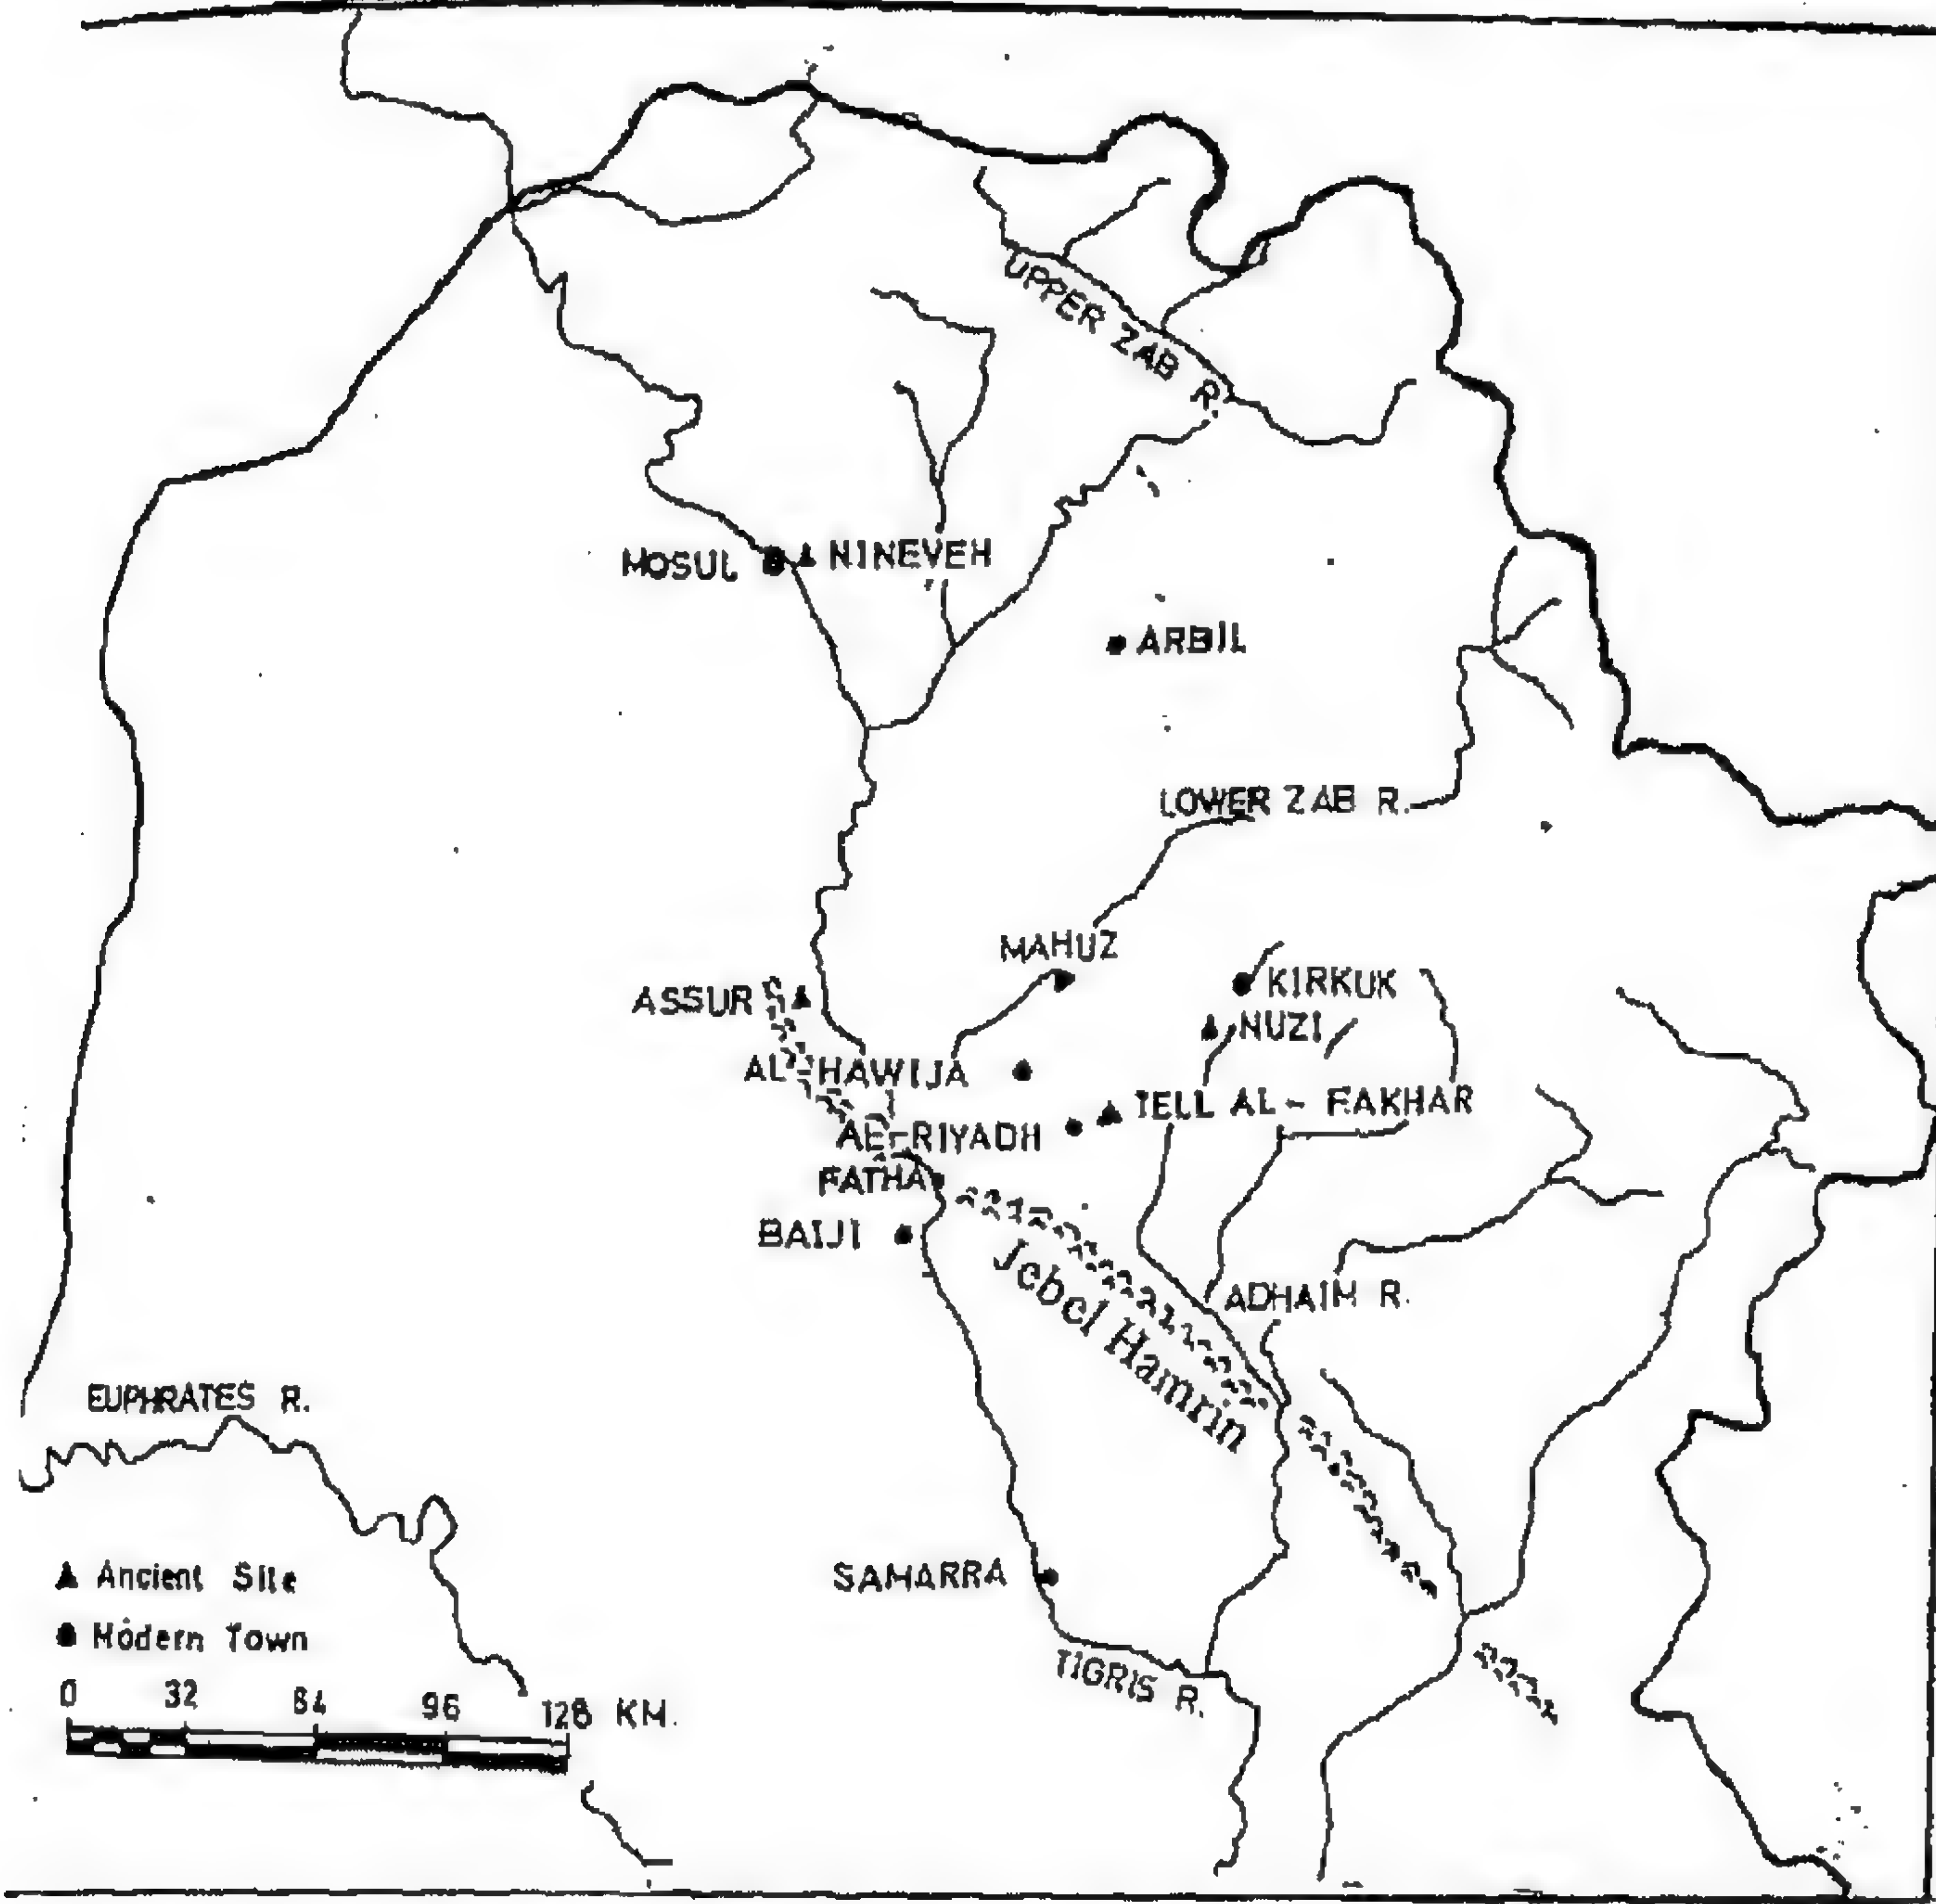 UPPER ZAB R.
MOSUL
NINEVEH
ARBIL
LOWER ZAB R.
MAHUZ
KIRKUK
ASSUR
NUZI
AL-HAWIJA
TELL AL-FAKHAR
AL-RIYADH
FATHA
BAIJI
Jebel Hamrin
ADHAIM R.
EUPHRATES R.
SAMARRA
TIGRIS R.
Ancient Site
Modern Town
0 32 64 96 128 KM.